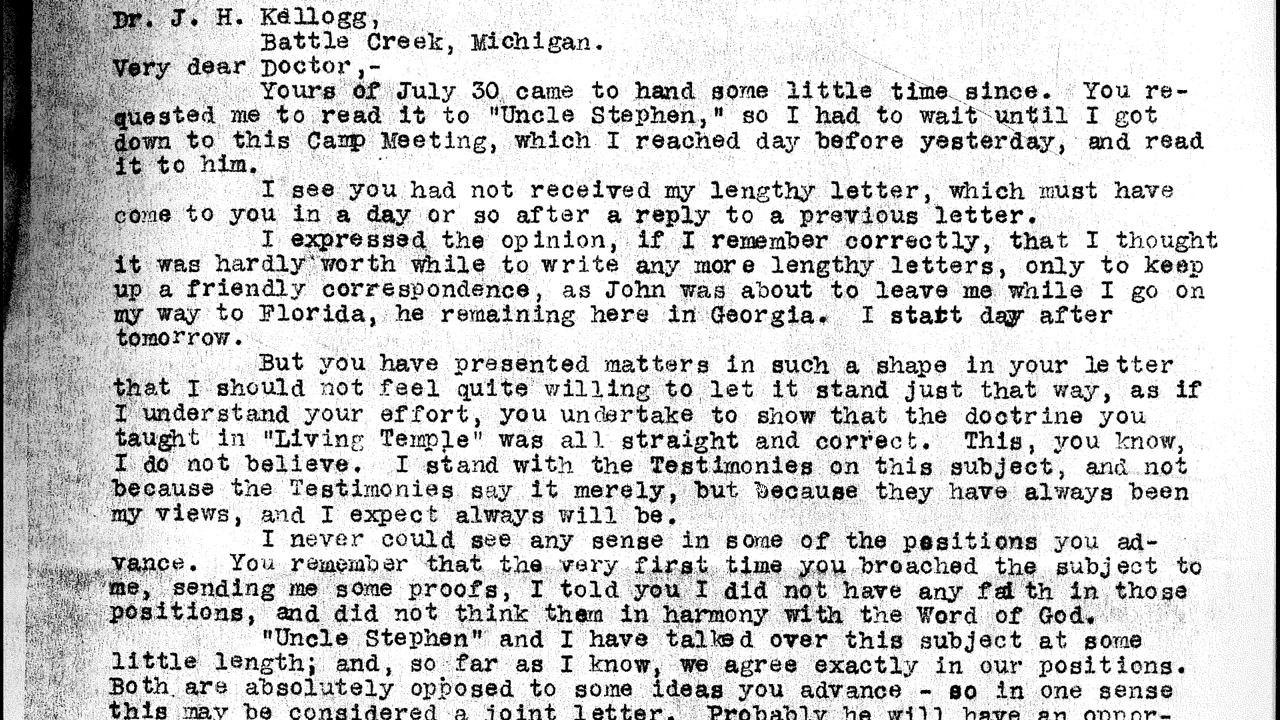 Dr. J. H. Kellogg,
Battle Creek, Michigan.
Very dear Doctor,-
Yours of July 30 came to hand some little time since. You re-
quested me to read it to "Uncle Stephen," so I had to wait until I got
down to this Camp Meeting, which I reached day before yesterday, and read
it to him.
I see you had not received my lengthy letter, which must have
come to you in a day or so after a reply to a previous letter.
I expressed the opinion, if I remember correctly, that I thought
it was hardly worth while to write any more lengthy letters, only to keep
up a friendly correspondence, as John was about to leave me while I go on
my way to Florida, he remaining here in Georgia. I start day after
tomorrow.
But you have presented matters in such a shape in your letter
that I should not feel quite willing to let it stand just that way, as if
I understand your effort, you undertake to show that the doctrine you
taught in "Living Temple" was all straight and correct. This, you know,
I do not believe. I stand with the Testimonies on this subject, and not
because the Testimonies say it merely, but because they have always been
my views, and I expect always will be.
I never could see any sense in some of the positions you ad-
vance. You remember that the very first time you broached the subject to
me, sending me some proofs, I told you I did not have any faith in those
positions, and did not think them in harmony with the Word of God.
"Uncle Stephen" and I have talked over this subject at some
little length; and, so far as I know, we agree exactly in our positions.
Both are absolutely opposed to some ideas you advance - so in one sense
this may be considered a joint letter. Probably he will have an oppor-